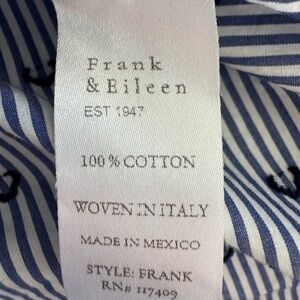 Frank
& Eileen
EST 1947
100% COTTON
WOVEN IN ITALY
MADE IN MEXICO
STYLE: FRANK
RN# 117409